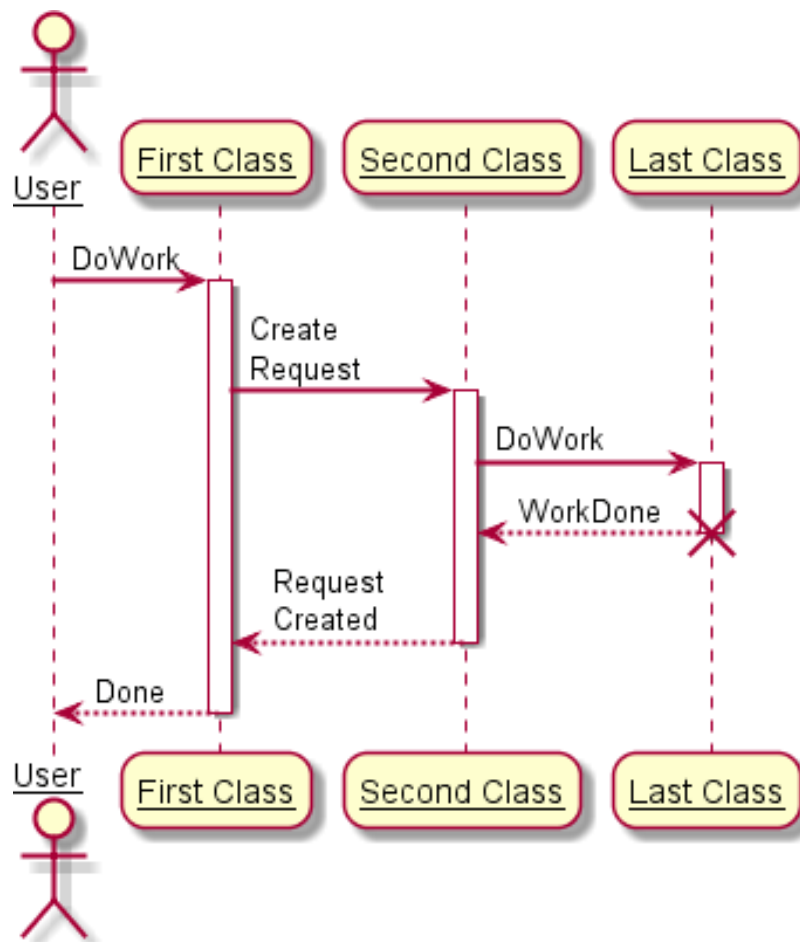 User
First Class
Second Class
Last Class
DoWork
Create
Request
DoWork
WorkDone
Request
Created
Done
User
First Class
Second Class
Last Class